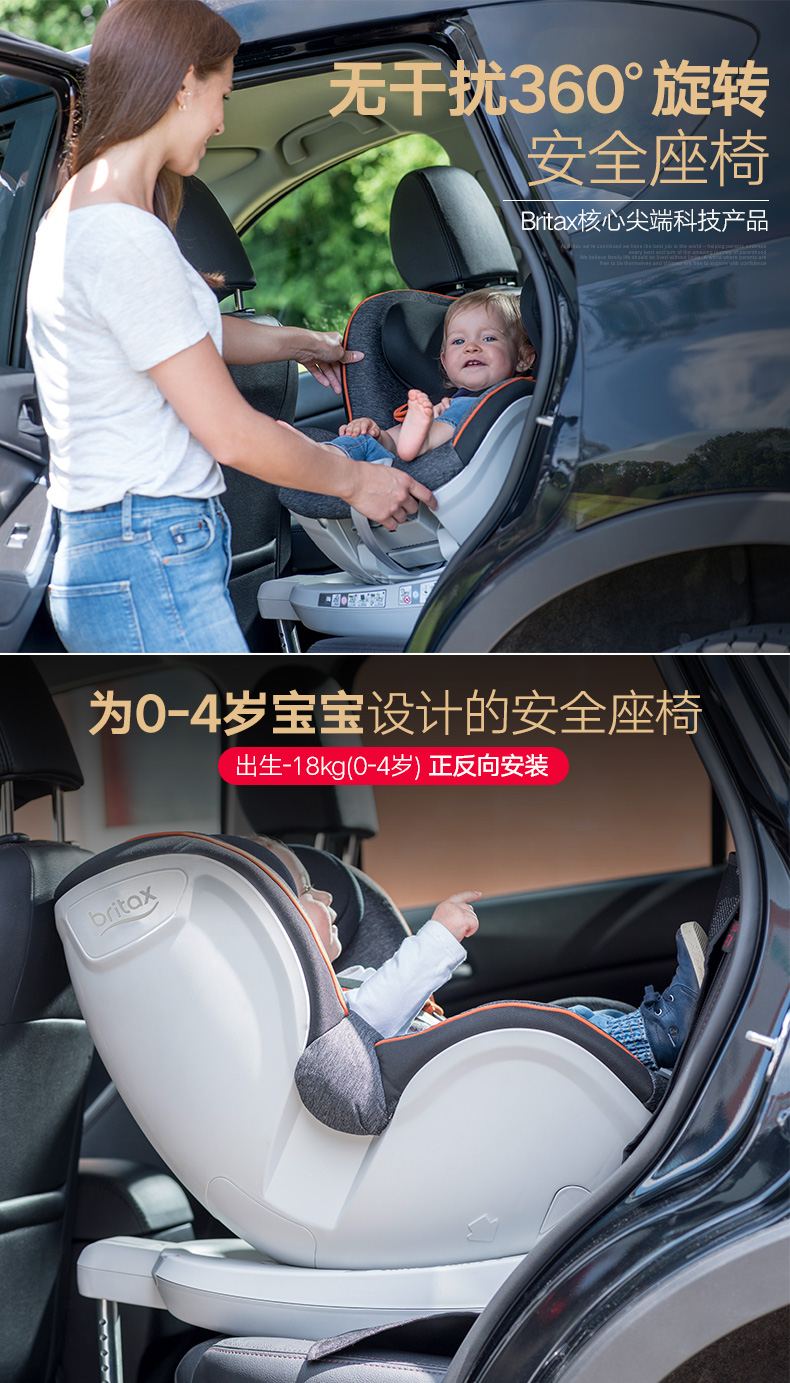 无干扰360°旋转
安全座椅
Britax核心尖端科技产品
为0-4岁宝宝设计的安全座椅
出生-18kg(0-4岁) 正反向安装
britax